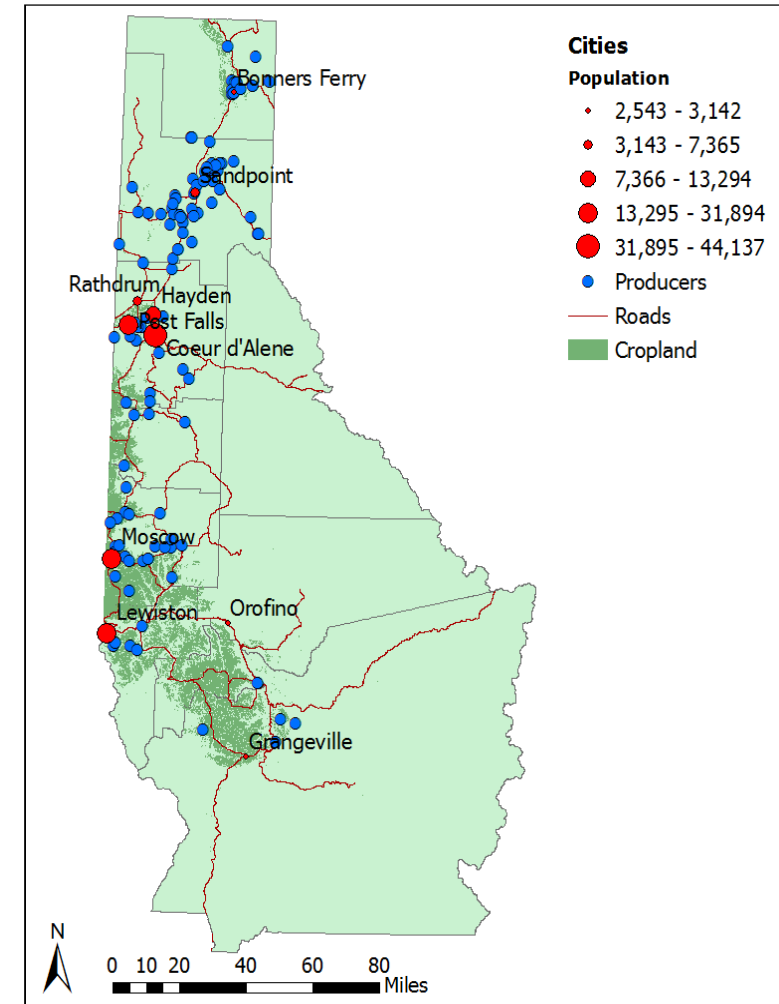 Cities
Population
2,543 - 3,142
3,143 - 7,365
7,366 - 13,294
13,295 - 31,894
31,895 - 44,137
Producers
Roads
Cropland
Bonners Ferry
Sandpoint
Rathdrum
Hayden
Post Falls
Coeur d'Alene
Moscow
Lewiston
Orofino
Grangeville
N
0 10 20 40 60 80
Miles